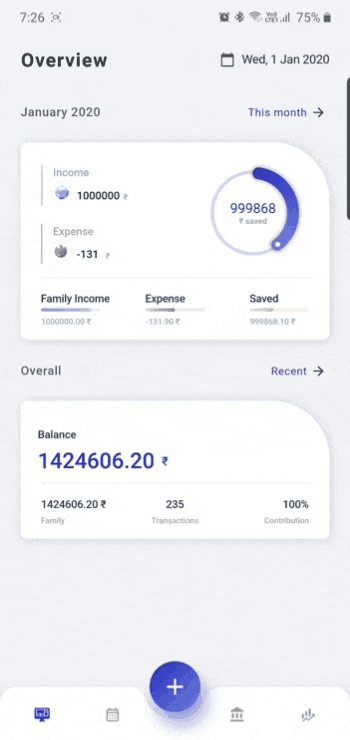 7:26 75%
Overview Wed, 1 Jan 2020
January 2020 This month
Income
1000000 ₹
Expense
-131 ₹
999868
₹ saved
Family Income Expense Saved
1000000.00 ₹ -131.90 ₹ 999868.10 ₹
Overall Recent
Balance
1424606.20 ₹
1424606.20 ₹ 235 100%
Family Transactions Contribution